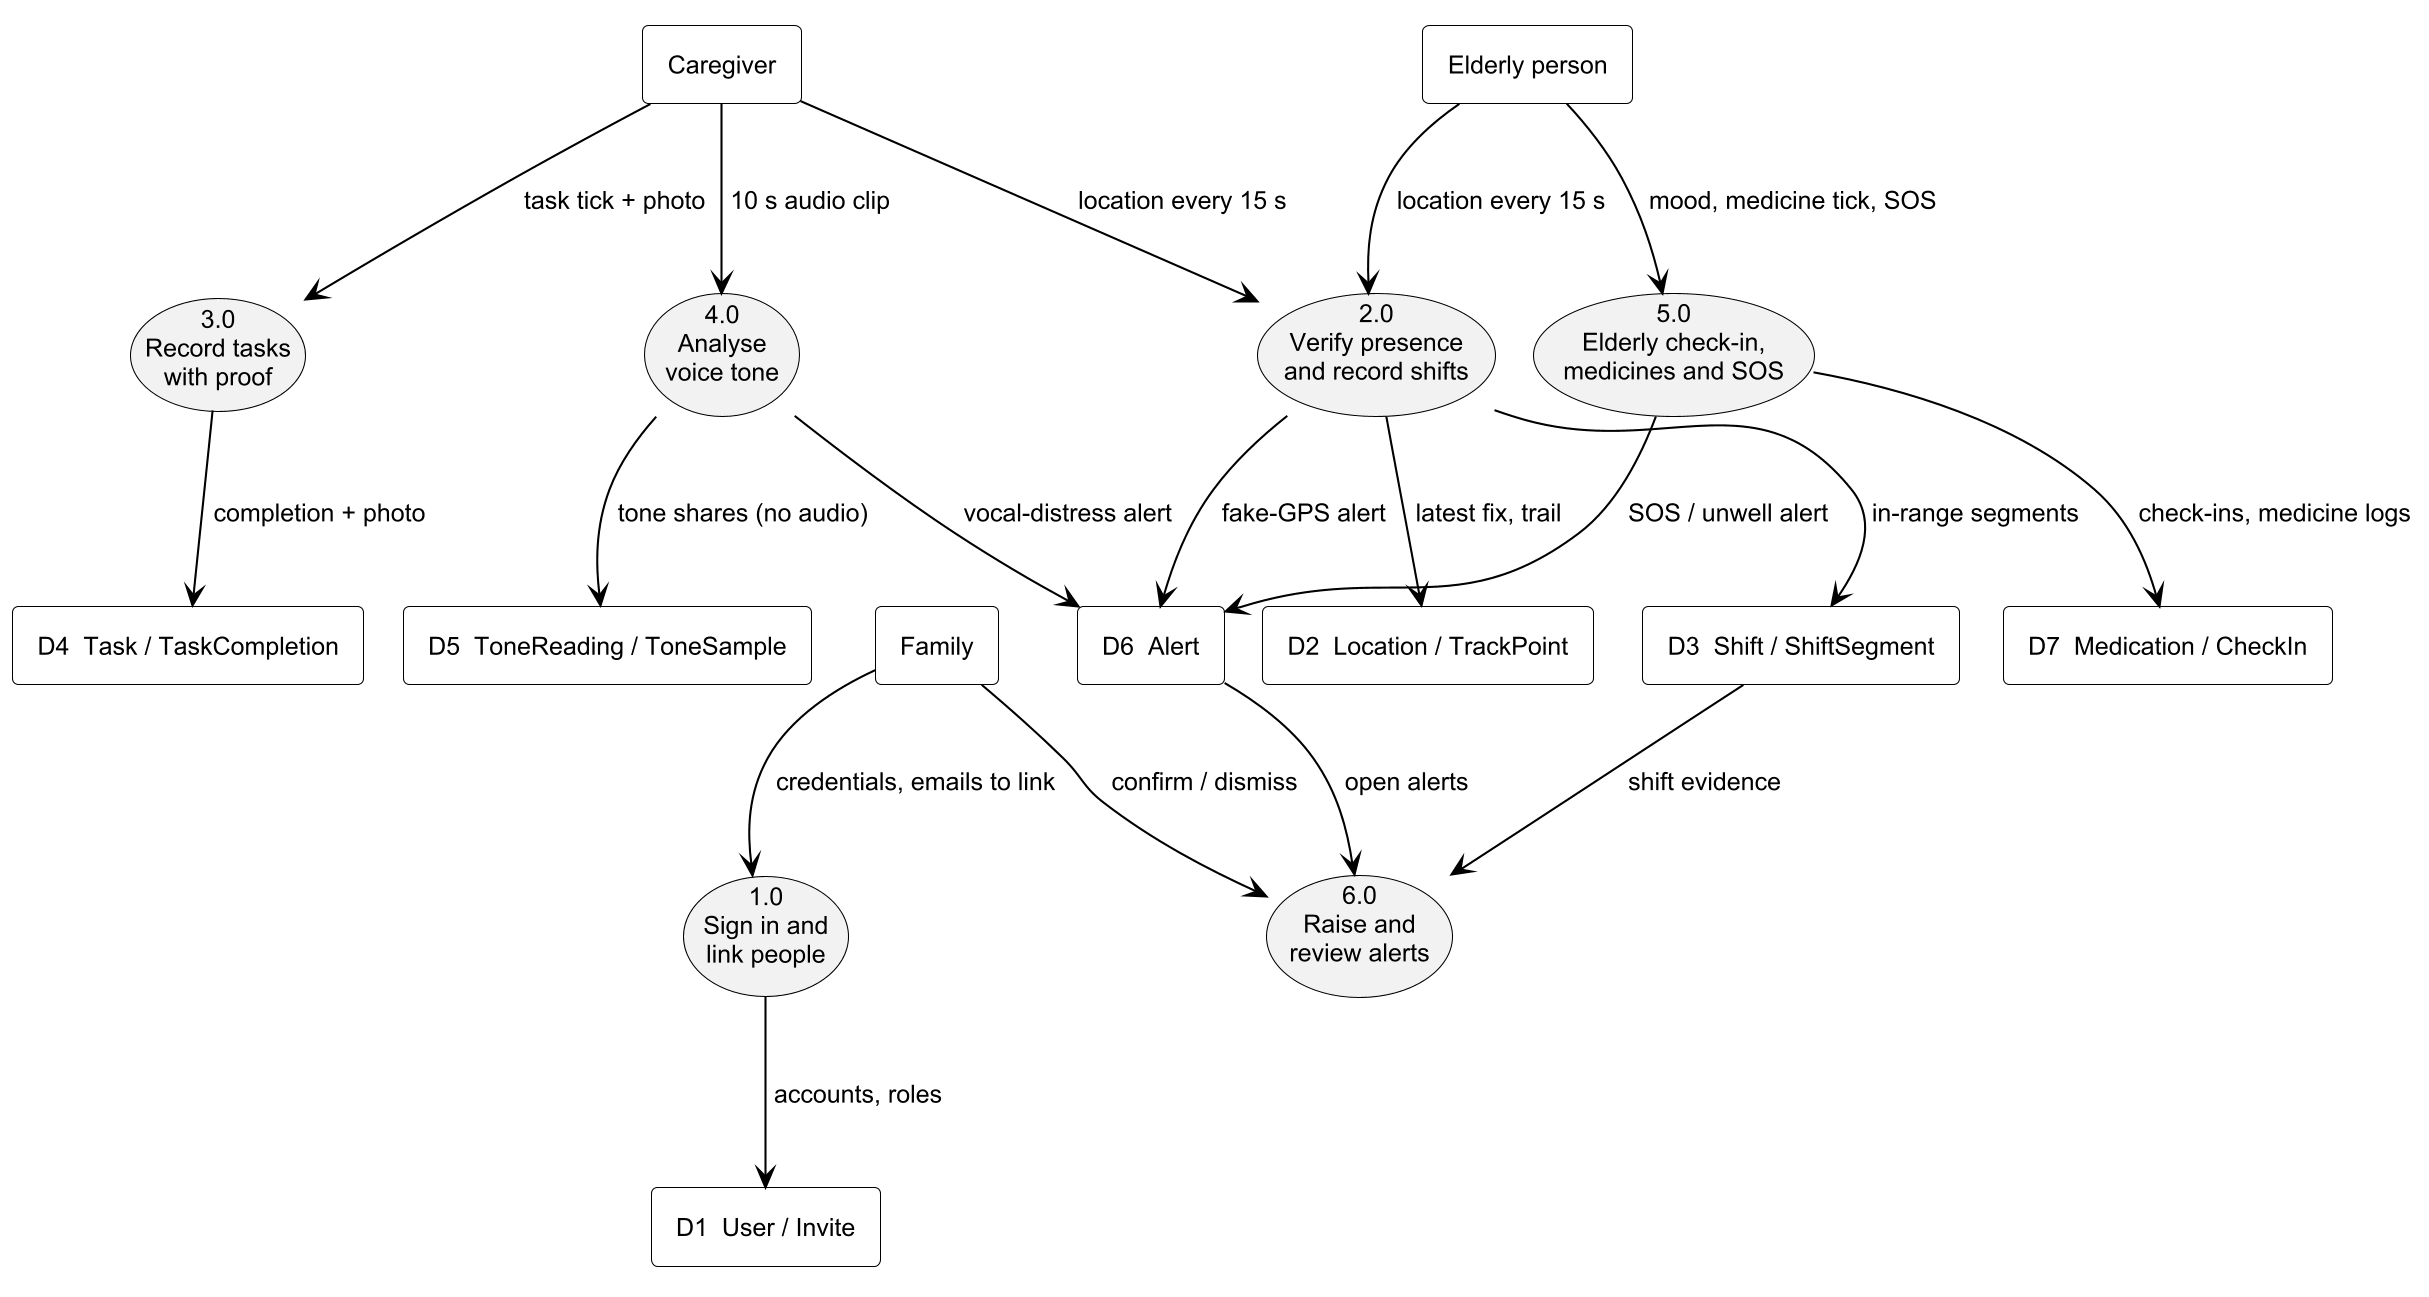 Caregiver
Elderly person
task tick + photo
10 s audio clip
location every 15 s
location every 15 s
mood, medicine tick, SOS
3.0
Record tasks
with proof
4.0
Analyse
voice tone
2.0
Verify presence
and record shifts
5.0
Elderly check-in,
medicines and SOS
completion + photo
tone shares (no audio)
vocal-distress alert
fake-GPS alert
latest fix, trail
SOS / unwell alert
in-range segments
check-ins, medicine logs
D4  Task / TaskCompletion
D5  ToneReading / ToneSample
Family
D6  Alert
D2  Location / TrackPoint
D3  Shift / ShiftSegment
D7  Medication / CheckIn
credentials, emails to link
confirm / dismiss
open alerts
shift evidence
1.0
Sign in and
link people
6.0
Raise and
review alerts
accounts, roles
D1  User / Invite